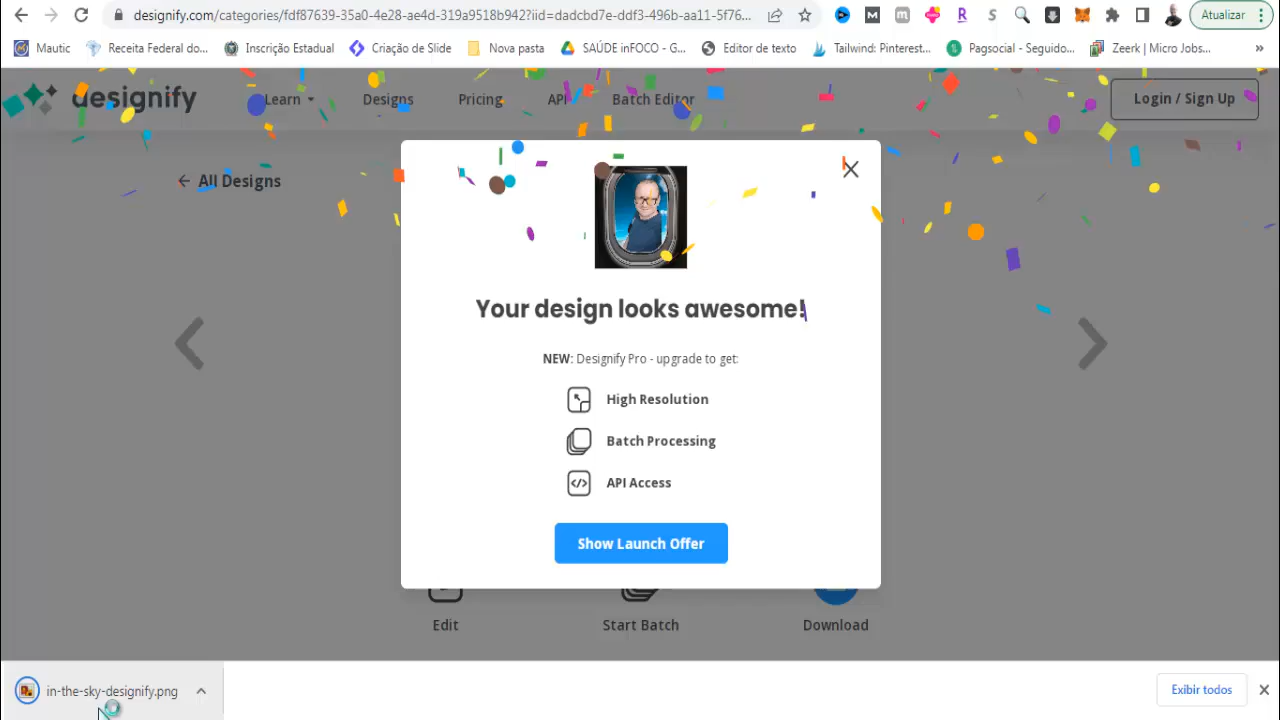 designify.com/categories/fdf87639-35a0-4e28-ae4d-319a9518b942?iid=dadcbd7e-ddf3-496b-aa11-5f76...
Atualizar
Mautic
Receita Federal do...
Inscrição Estadual
Criação de Slide
Nova pasta
SAÚDE inFOCO - G...
Editor de texto
Tailwind: Pinterest...
Pagsocial - Seguido...
Zeerk | Micro Jobs...
»
designify
Learn
Designs
Pricing
API
Batch Editor
Login / Sign Up
← All Designs
Your design looks awesome!
NEW: Designify Pro - upgrade to get:
High Resolution
Batch Processing
API Access
Show Launch Offer
Edit
Start Batch
Download
in-the-sky-designify.png
Exibir todos